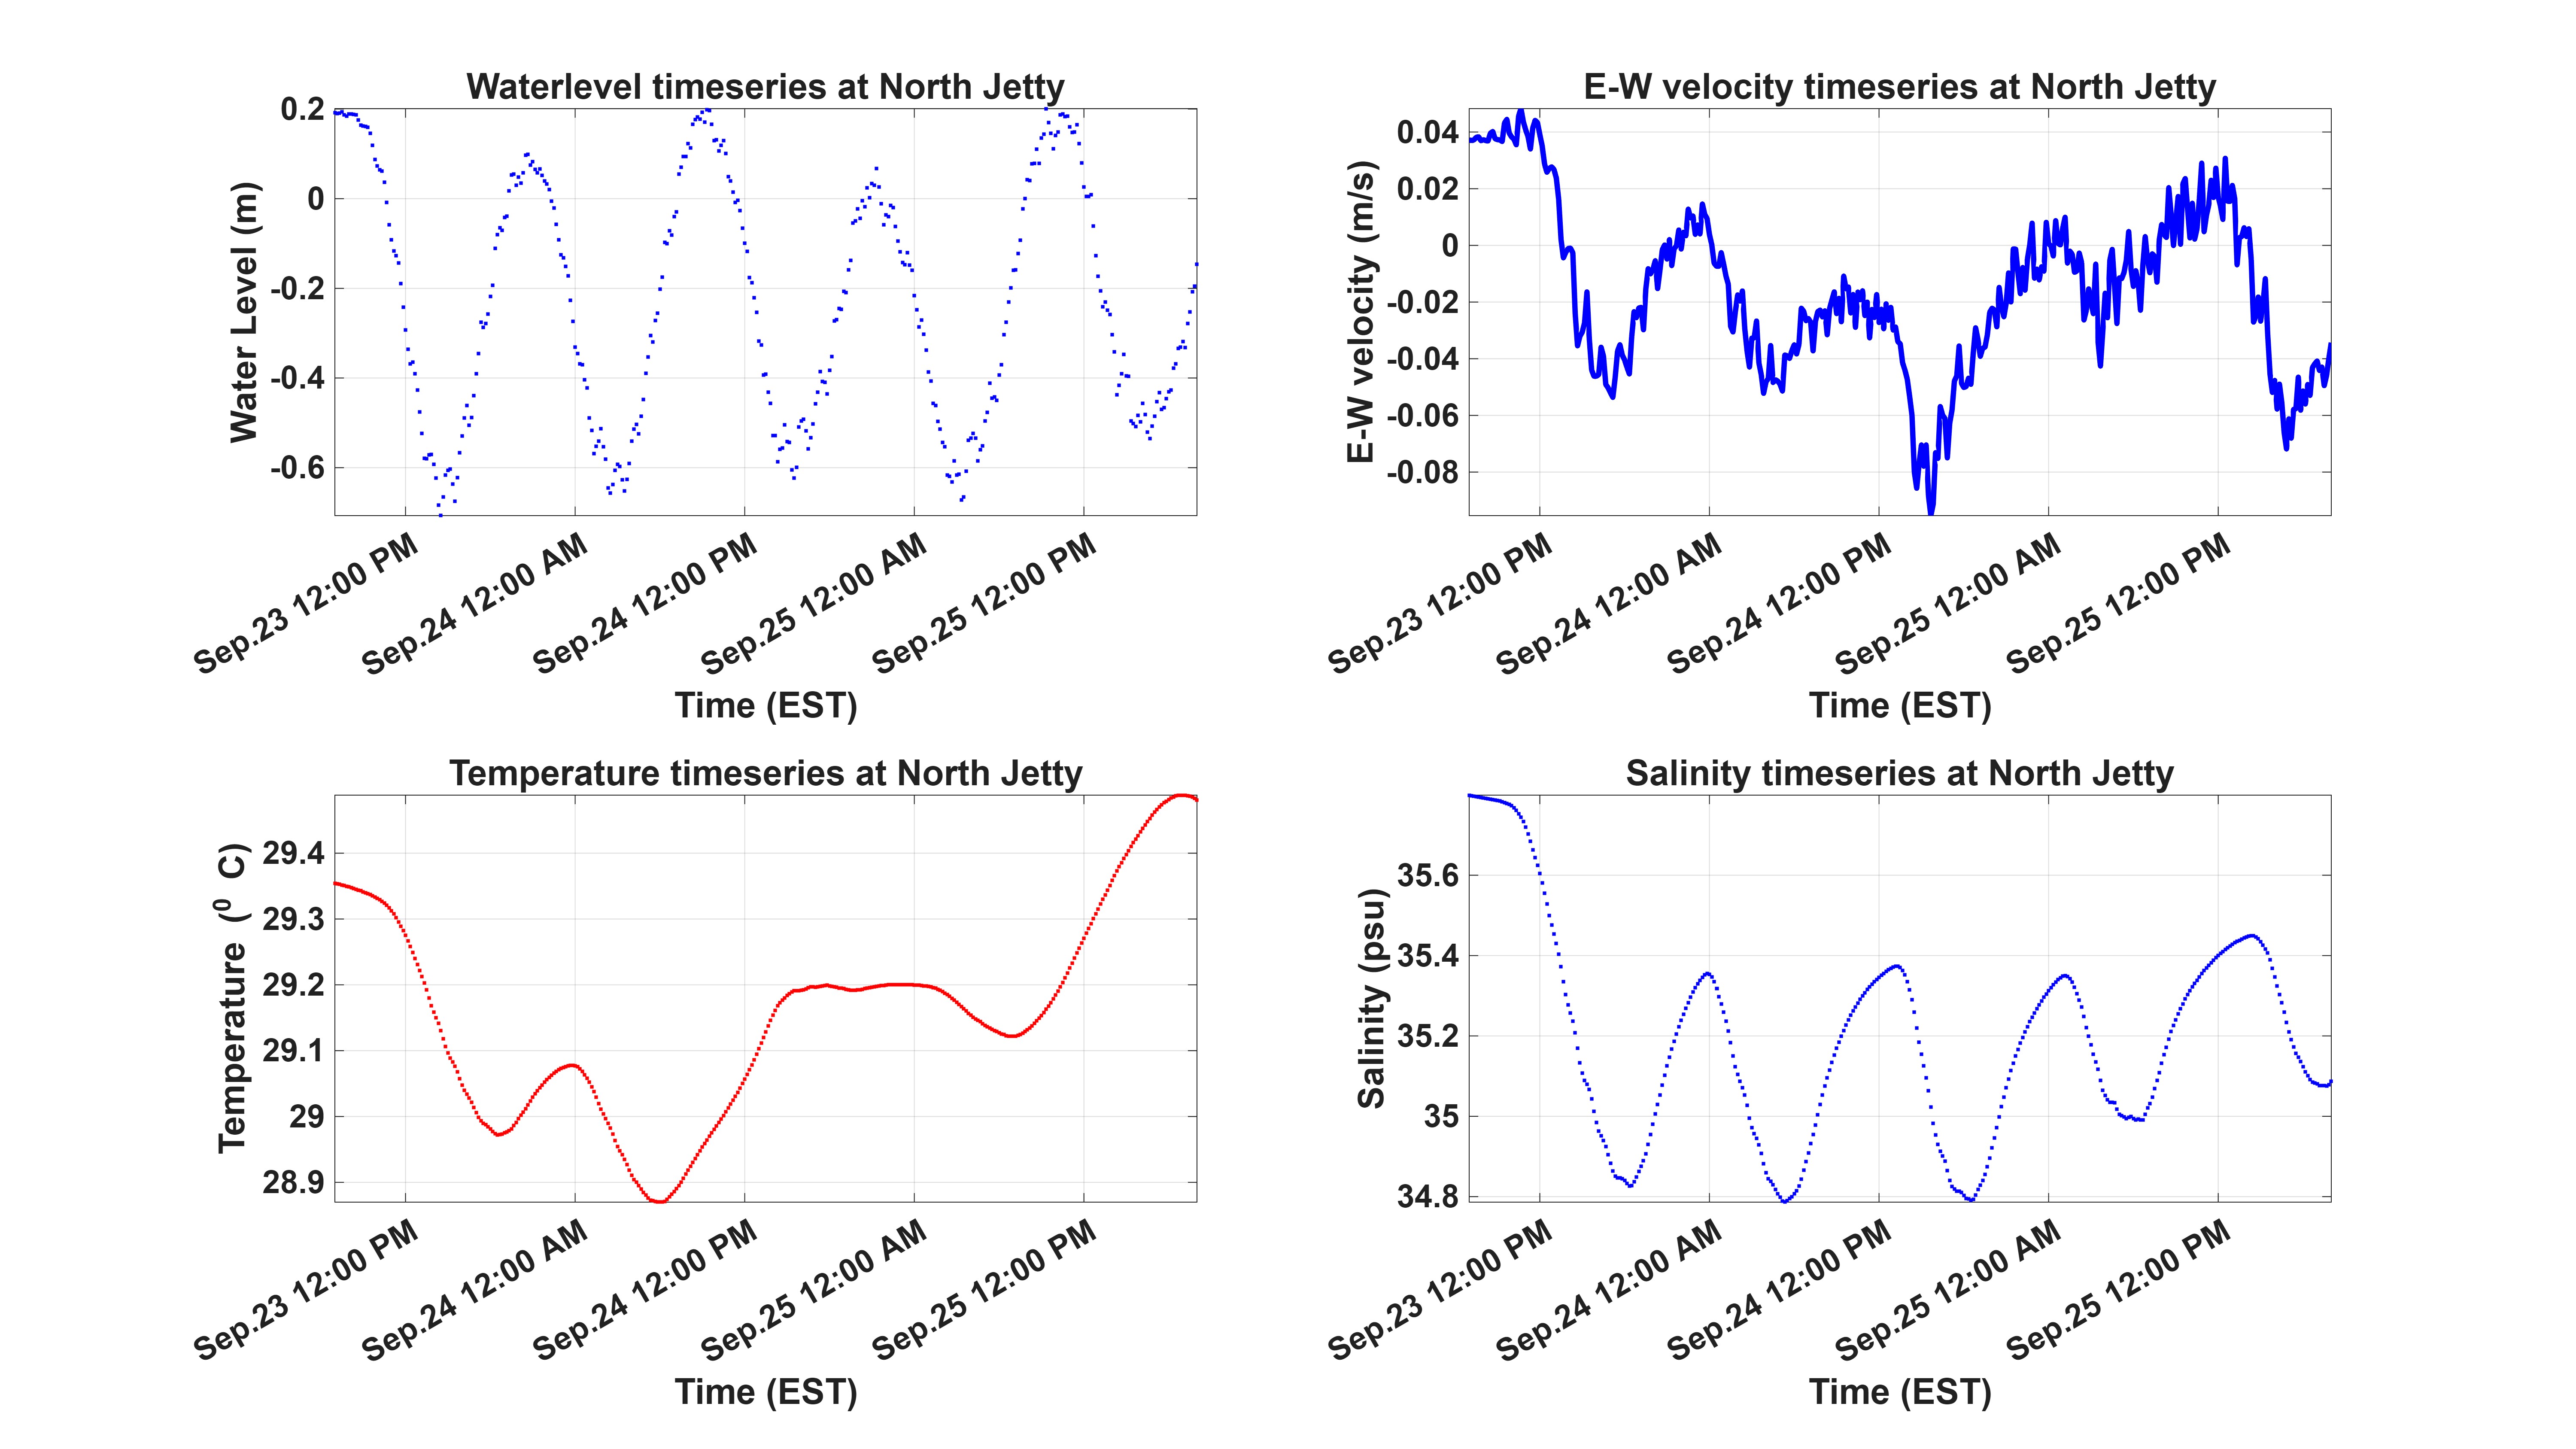 Waterlevel timeseries at North Jetty
Water Level (m)
0.2
0
-0.2
-0.4
-0.6
Sep.23 12:00 PM
Sep.24 12:00 AM
Sep.24 12:00 PM
Sep.25 12:00 AM
Sep.25 12:00 PM
Time (EST)
E-W velocity timeseries at North Jetty
E-W velocity (m/s)
0.04
0.02
0
-0.02
-0.04
-0.06
-0.08
Sep.23 12:00 PM
Sep.24 12:00 AM
Sep.24 12:00 PM
Sep.25 12:00 AM
Sep.25 12:00 PM
Time (EST)
Temperature timeseries at North Jetty
Temperature (⁰ C)
29.4
29.3
29.2
29.1
29
28.9
Sep.23 12:00 PM
Sep.24 12:00 AM
Sep.24 12:00 PM
Sep.25 12:00 AM
Sep.25 12:00 PM
Time (EST)
Salinity timeseries at North Jetty
Salinity (psu)
35.6
35.4
35.2
35
34.8
Sep.23 12:00 PM
Sep.24 12:00 AM
Sep.24 12:00 PM
Sep.25 12:00 AM
Sep.25 12:00 PM
Time (EST)